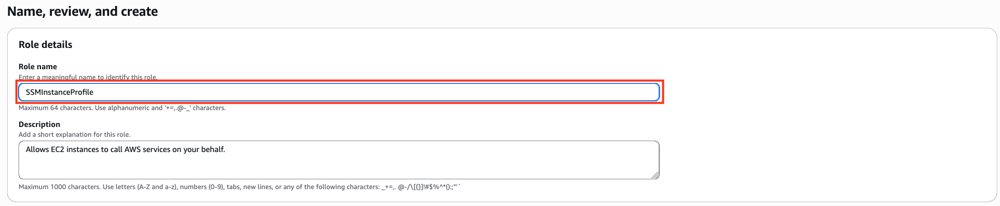 Name, review, and create
Role details
Role name
Enter a meaningful name to identify this role.
SSMInstanceProfile
Maximum 64 characters. Use alphanumeric and '+=,.@-_' characters.
Description
Add a short explanation for this role.
Allows EC2 instances to call AWS services on your behalf.
Maximum 1000 characters. Use letters (A-Z and a-z), numbers (0-9), tabs, new lines, or any of the following characters: _+=,. @-/\[{}]!#$%^*();:"'`